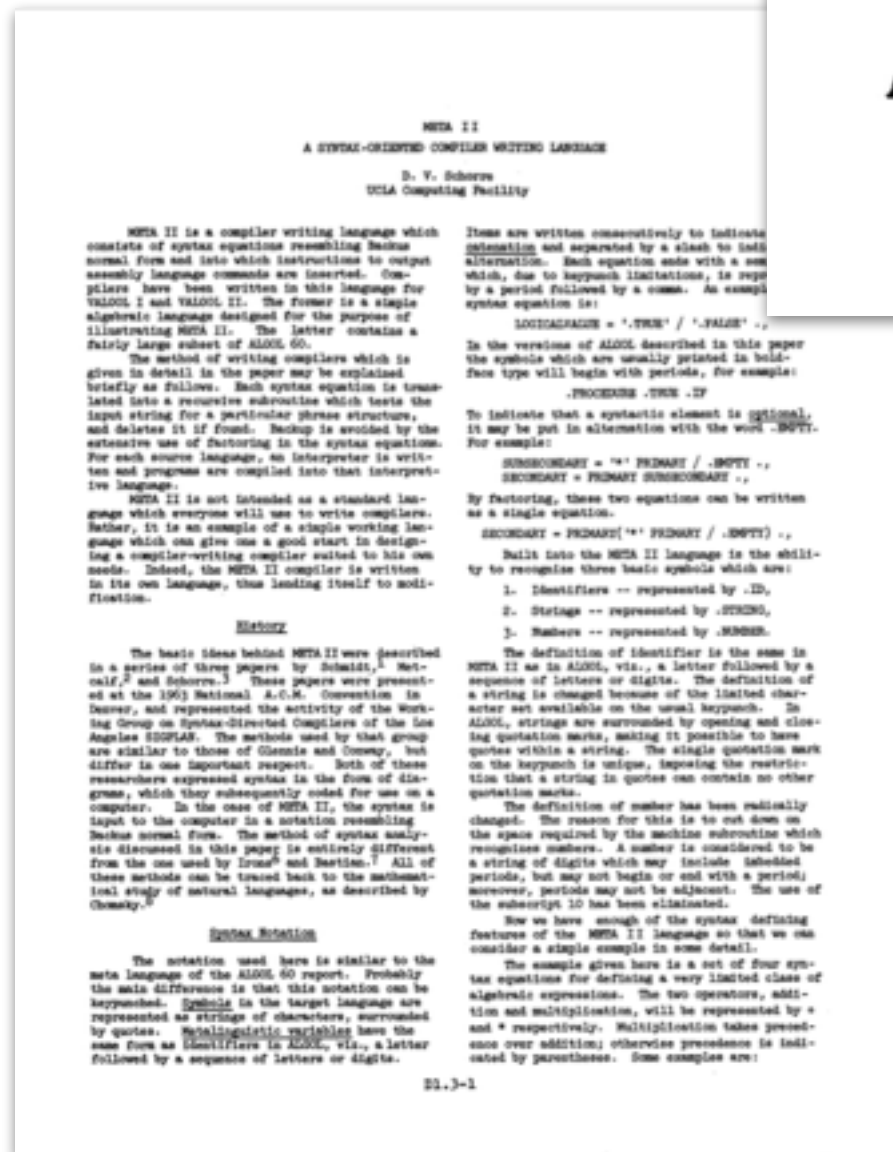 META II
A SYNTAX-ORIENTED COMPILER WRITING LANGUAGE
D. V. Schorre
UCLA Computing Facility
META II is a compiler writing language which
consists of syntax equations resembling Backus
normal form and into which instructions to output
assembly language commands are inserted. Com-
pilers have been written in this language for
VALGOL I and VALGOL II. The former is a simple
algebraic language designed for the purpose of
illustrating META II. The latter contains a
fairly large subset of ALGOL 60.
The method of writing compilers which is
given in detail in the paper may be explained
briefly as follows. Each syntax equation is trans-
lated into a recursive subroutine which tests the
input string for a particular phrase structure,
and deletes it if found. Backup is avoided by the
extensive use of factoring in the syntax equations.
For each source language, an interpreter is writ-
ten and programs are compiled into that interpret-
ive language.
META II is not intended as a standard lan-
guage which everyone will use to write compilers.
Rather, it is an example of a simple working lan-
guage which can give one a good start in design-
ing a compiler-writing compiler suited to his own
needs. Indeed, the META II compiler is written
in its own language, thus lending itself to modi-
fication.
History
The basic ideas behind META II were described
in a series of three papers by Schmidt,1 Met-
calf,2 and Schorre.3 These papers were present-
ed at the 1963 National A.C.M. Convention in
Denver, and represented the activity of the Work-
ing Group on Syntax-Directed Compilers of the Los
Angeles SIGPLAN. The methods used by that group
are similar to those of Glennie and Conway, but
differ in one important respect. Both of these
researchers expressed syntax in the form of dia-
grams, which they subsequently coded for use on a
computer. In the case of META II, the syntax is
input to the computer in a notation resembling
Backus normal form. The method of syntax analy-
sis discussed in this paper is entirely different
from the one used by Irons6 and Bastian.7 All of
these methods can be traced back to the mathemat-
ical study of natural languages, as described by
Chomsky.8
Syntax Notation
The notation used here is similar to the
meta language of the ALGOL 60 report. Probably
the main difference is that this notation can be
keypunched. Symbols in the target language are
represented as strings of characters, surrounded
by quotes. Metalinguistic variables have the
same form as identifiers in ALGOL, viz., a letter
followed by a sequence of letters or digits.
Items are written consecutively to indicate
catenation and separated by a slash to indi
alternation. Each equation ends with a sem
which, due to keypunch limitations, is repr
by a period followed by a comma. An exampl
syntax equation is:
LOGICALVALUE = '.TRUE' / '.FALSE' .,
In the versions of ALGOL described in this paper
the symbols which are usually printed in bold-
face type will begin with periods, for example:
.PROCEDURE .TRUE .IF
To indicate that a syntactic element is optional,
it may be put in alternation with the word .EMPTY.
For example:
SUBSECONDARY = '*' PRIMARY / .EMPTY .,
SECONDARY = PRIMARY SUBSECONDARY .,
By factoring, these two equations can be written
as a single equation.
SECONDARY = PRIMARY('*' PRIMARY / .EMPTY) .,
Built into the META II language is the abili-
ty to recognize three basic symbols which are:
1. Identifiers -- represented by .ID,
2. Strings -- represented by .STRING,
3. Numbers -- represented by .NUMBER.
The definition of identifier is the same in
META II as in ALGOL, viz., a letter followed by a
sequence of letters or digits. The definition of
a string is changed because of the limited char-
acter set available on the usual keypunch. In
ALGOL, strings are surrounded by opening and clos-
ing quotation marks, making it possible to have
quotes within a string. The single quotation mark
on the keypunch is unique, imposing the restric-
tion that a string in quotes can contain no other
quotation marks.
The definition of number has been radically
changed. The reason for this is to cut down on
the space required by the machine subroutine which
recognizes numbers. A number is considered to be
a string of digits which may include imbedded
periods, but may not begin or end with a period;
moreover, periods may not be adjacent. The use of
the subscript 10 has been eliminated.
Now we have enough of the syntax defining
features of the META II language so that we can
consider a simple example in some detail.
The example given here is a set of four syn-
tax equations for defining a very limited class of
algebraic expressions. The two operators, addi-
tion and multiplication, will be represented by +
and * respectively. Multiplication takes preced-
ence over addition; otherwise precedence is indi-
cated by parentheses. Some examples are:
D1.3-1